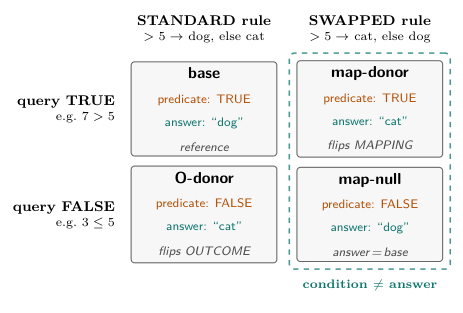 STANDARD rule
> 5 → dog, else cat
SWAPPED rule
> 5 → cat, else dog
query TRUE
e.g. 7 > 5
base
predicate: TRUE
answer: “dog”
reference
map-donor
predicate: TRUE
answer: “cat”
flips MAPPING
query FALSE
e.g. 3 ≤ 5
O-donor
predicate: FALSE
answer: “cat”
flips OUTCOME
map-null
predicate: FALSE
answer: “dog”
answer = base
condition ≠ answer